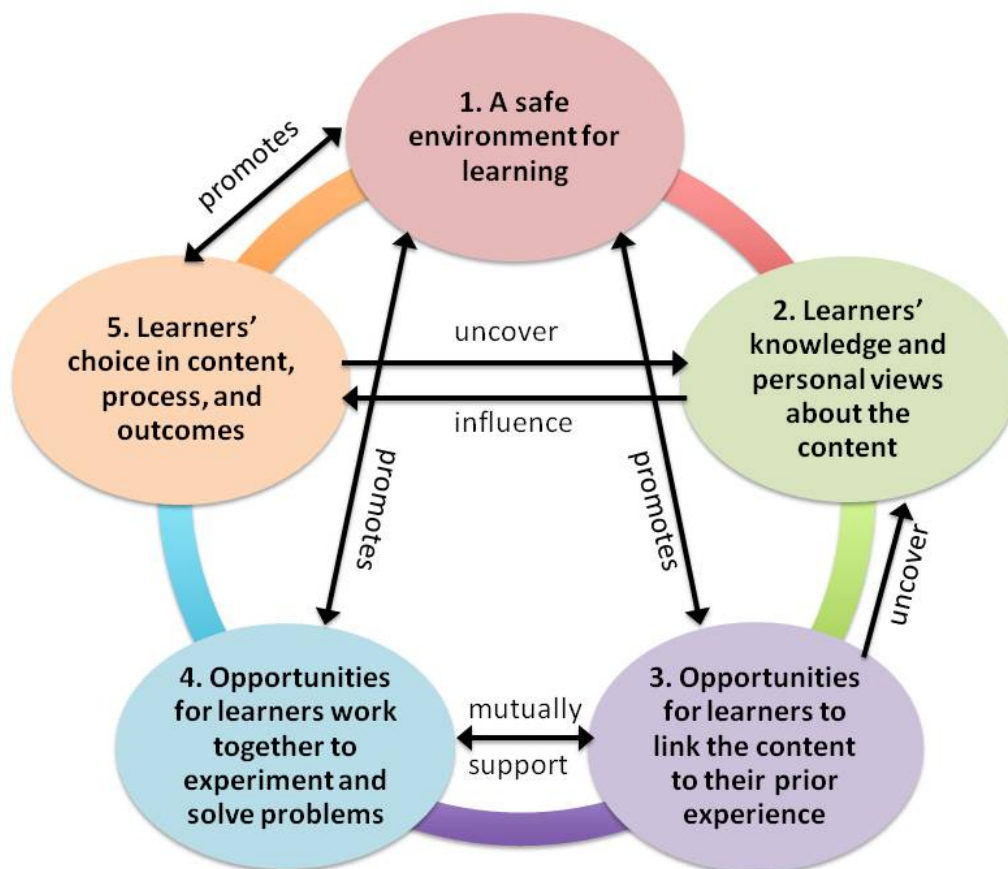 1. A safe
environment for
learning
promotes
5. Learners’
choice in content,
process, and
outcomes
uncover
influence
2. Learners’
knowledge and
personal views
about the
content
promotes
promotes
uncover
4. Opportunities
for learners work
together to
experiment and
solve problems
mutually
support
3. Opportunities
for learners to
link the content
to their prior
experience